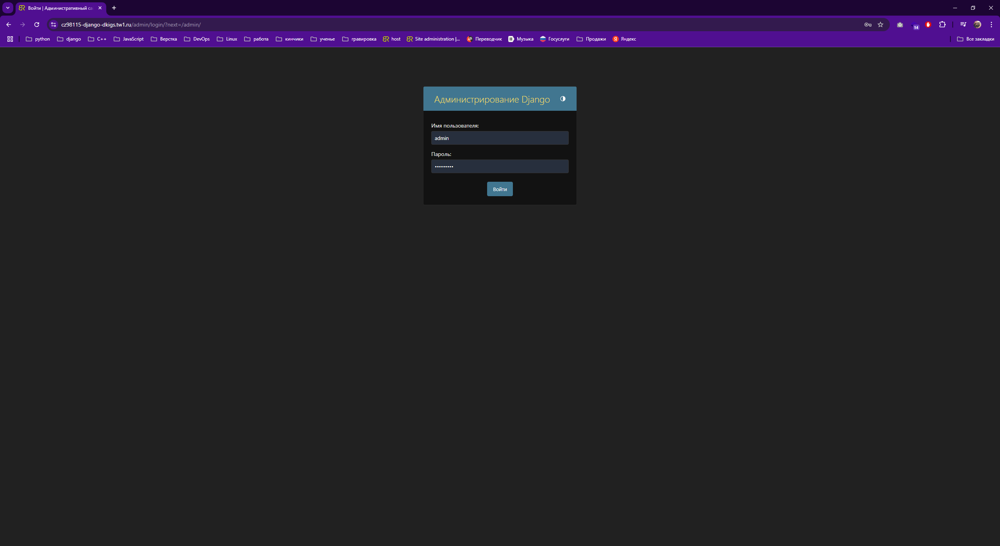 Войти | Административный са
cz98115-django-dkigs.tw1.ru/admin/login/?next=/admin/
14
python django C++ JavaScript Верстка DevOps Linux работа кинчики ученье гравировка host Site administration |... Переводчик Музыка Госуслуги Продажи Яндекс Все закладки
Администрирование Django
Имя пользователя:
admin
Пароль:
•••••••••
Войти